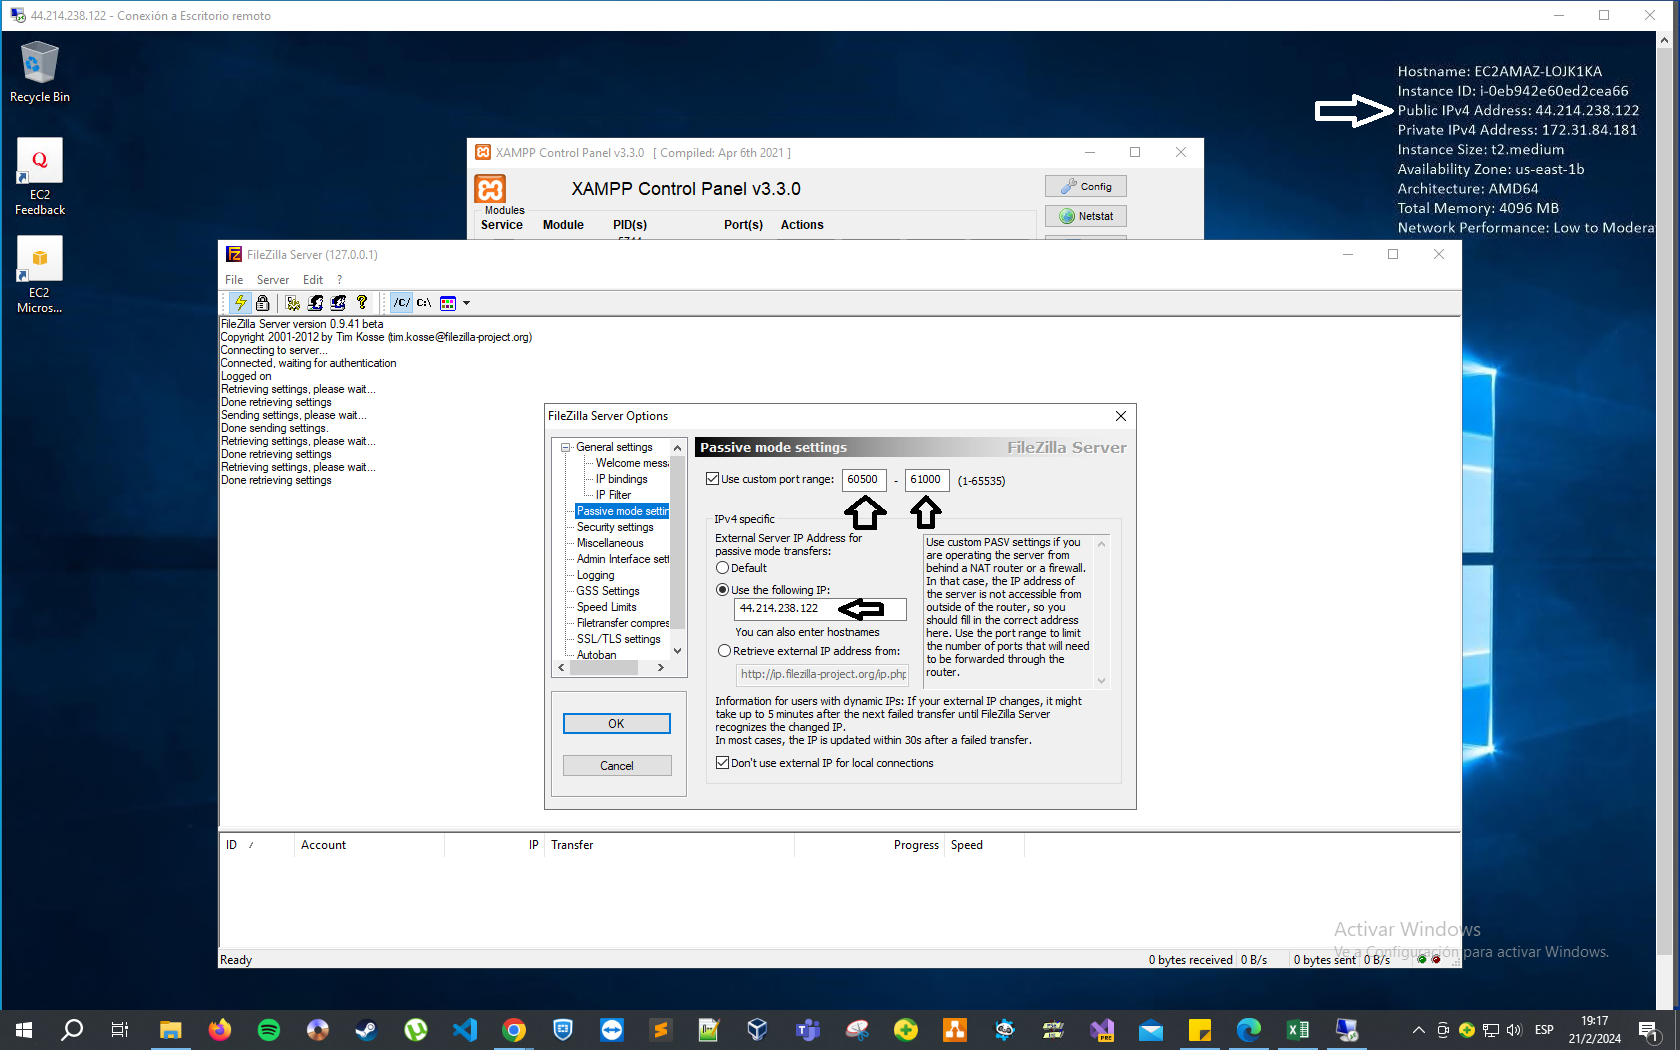 44.214.238.122 - Conexión a Escritorio remoto
Recycle Bin
EC2
Feedback
EC2
Micros...
Hostname: EC2AMAZ-LOJK1KA
Instance ID: i-0eb942e60ed2cea66
Public IPv4 Address: 44.214.238.122
Private IPv4 Address: 172.31.84.181
Instance Size: t2.medium
Availability Zone: us-east-1b
Architecture: AMD64
Total Memory: 4096 MB
Network Performance: Low to Modera
XAMPP Control Panel v3.3.0 [ Compiled: Apr 6th 2021 ]
XAMPP Control Panel v3.3.0
Config
Netstat
Modules
Service Module PID(s) Port(s) Actions
FileZilla Server (127.0.0.1)
File Server Edit ?
/C/ C:\
FileZilla Server version 0.9.41 beta
Copyright 2001-2012 by Tim Kosse (tim.kosse@filezilla-project.org)
Connecting to server...
Connected, waiting for authentication
Logged on
Retrieving settings, please wait...
Done retrieving settings
Sending settings, please wait...
Done sending settings.
Retrieving settings, please wait...
Done retrieving settings
Retrieving settings, please wait...
Done retrieving settings
FileZilla Server Options
General settings
Welcome messa
IP bindings
IP Filter
Passive mode settin
Security settings
Miscellaneous
Admin Interface sett
Logging
GSS Settings
Speed Limits
Filetransfer compres
SSL/TLS settings
Autoban
OK
Cancel
Passive mode settings FileZilla Server
Use custom port range: 60500 - 61000 (1-65535)
IPv4 specific
External Server IP Address for
passive mode transfers:
Default
Use the following IP:
44.214.238.122
You can also enter hostnames
Retrieve external IP address from:
http://ip.filezilla-project.org/ip.php
Use custom PASV settings if you
are operating the server from
behind a NAT router or a firewall.
In that case, the IP address of
the server is not accessible from
outside of the router, so you
should fill in the correct address
here. Use the port range to limit
the number of ports that will need
to be forwarded through the
router.
Information for users with dynamic IPs: If your external IP changes, it might
take up to 5 minutes after the next failed transfer until FileZilla Server
recognizes the changed IP.
In most cases, the IP is updated within 30s after a failed transfer.
Don't use external IP for local connections
ID / Account IP Transfer Progress Speed
Activar Windows
Ve a Configuración para activar Windows.
Ready 0 bytes received 0 B/s 0 bytes sent 0 B/s
PRE
ESP
19:17
21/2/2024
1